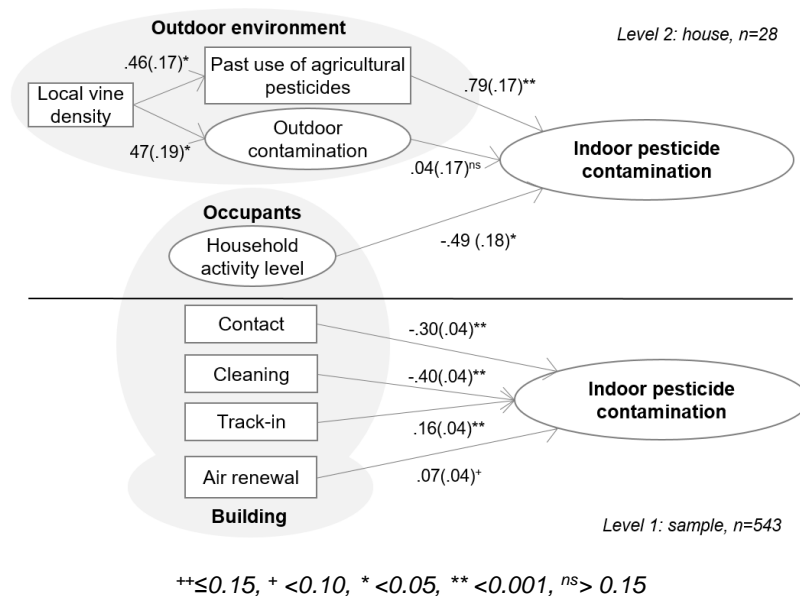 Outdoor environment
Level 2: house, n=28
.46(.17)*
Past use of agricultural
pesticides
.79(.17)**
Local vine
density
Outdoor
contamination
47(.19)*
.04(.17)ns
Indoor pesticide
contamination
Occupants
Household
activity level
-.49 (.18)*
Contact
-.30(.04)**
Cleaning
-.40(.04)**
Indoor pesticide
contamination
Track-in
.16(.04)**
Air renewal
.07(.04)+
Building
Level 1: sample, n=543
++≤0.15, + <0.10, * <0.05, ** <0.001, ns> 0.15